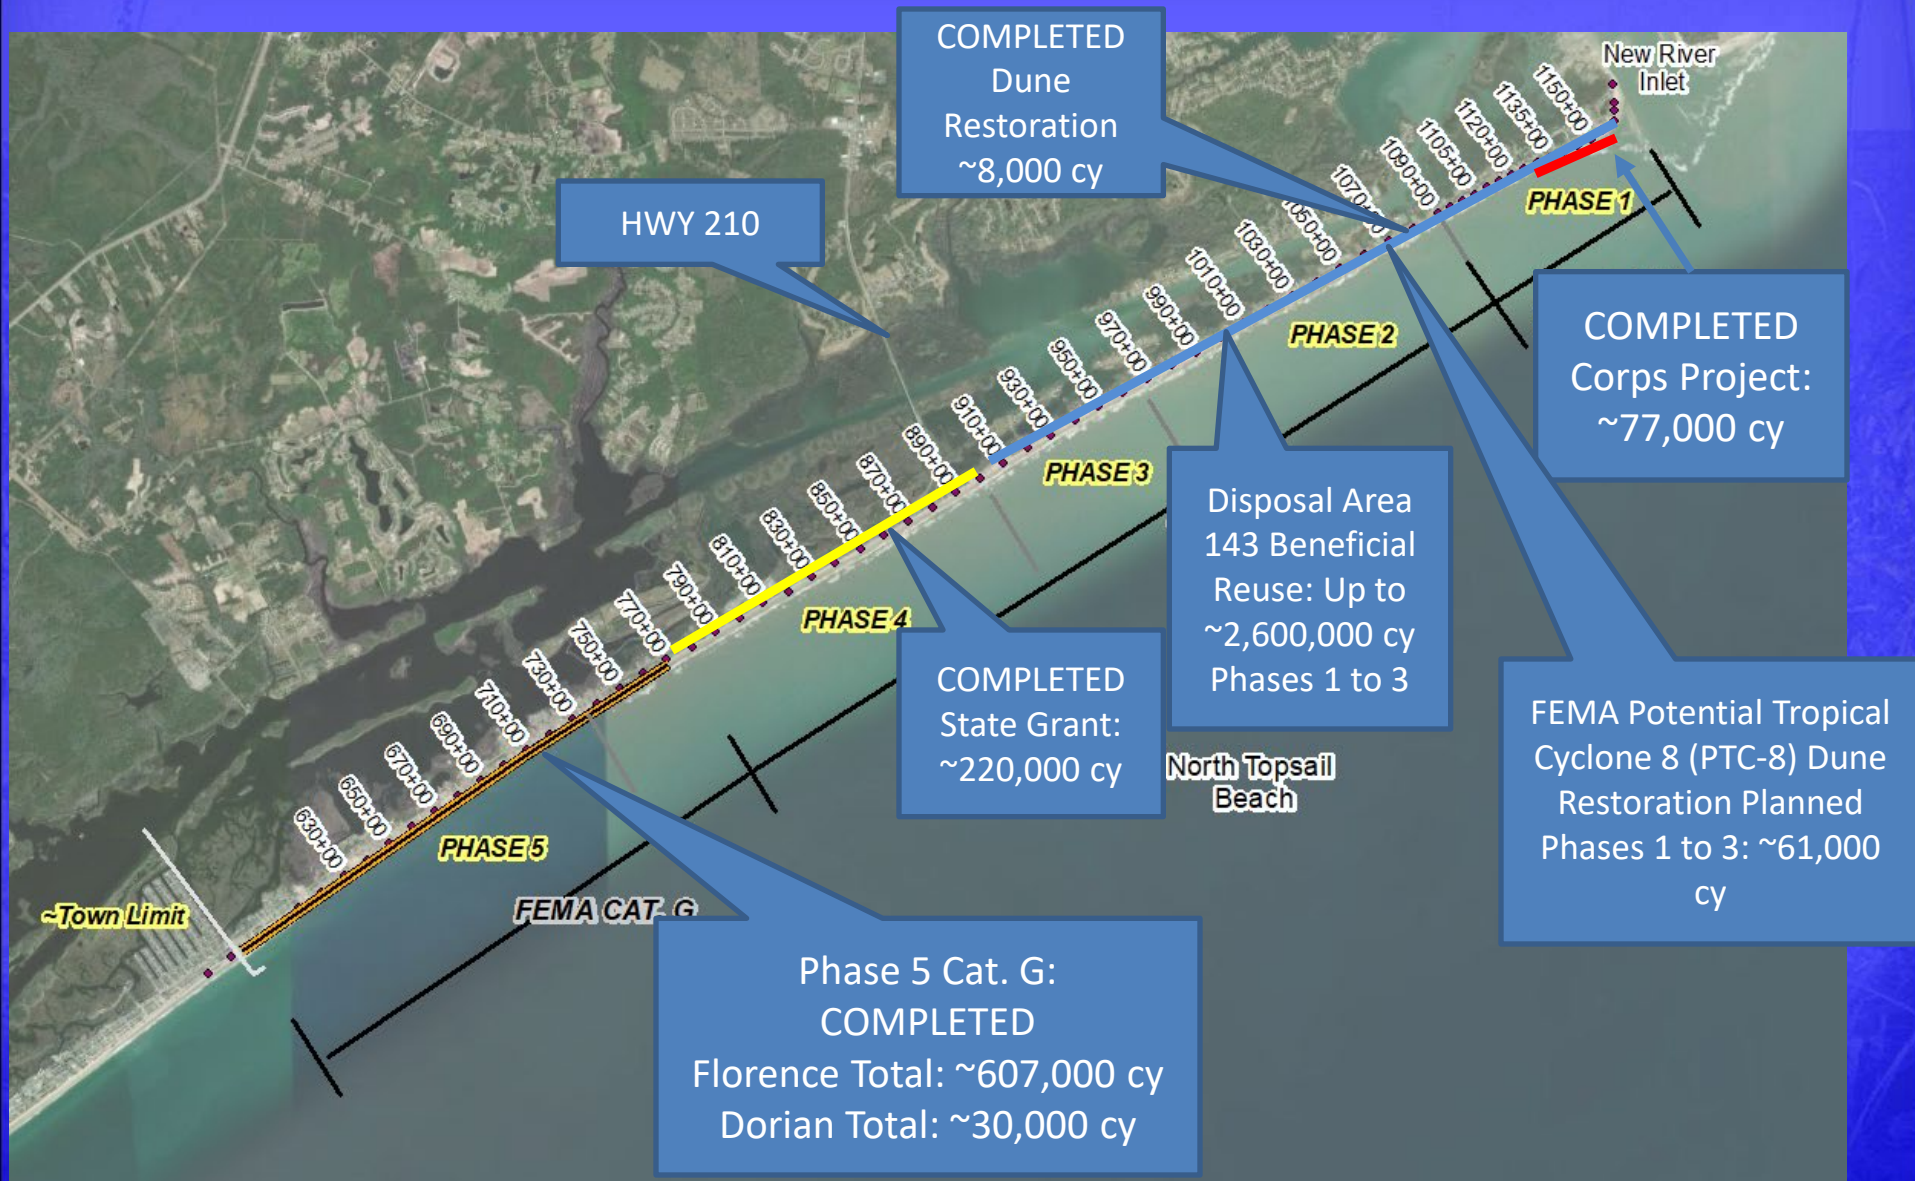 COMPLETED
Dune
Restoration
~8,000 cy
New River
Inlet
HWY 210
1150+00
1135+00
1120+00
1105+00
1090+00
1070+00
1050+00
1030+00
1010+00
990+00
970+00
950+00
930+00
910+00
890+00
870+00
850+00
830+00
810+00
790+00
770+00
750+00
730+00
710+00
690+00
670+00
650+00
630+00
PHASE 1
PHASE 2
PHASE 3
PHASE 4
PHASE 5
COMPLETED
Corps Project:
~77,000 cy
Disposal Area
143 Beneficial
Reuse: Up to
~2,600,000 cy
Phases 1 to 3
COMPLETED
State Grant:
~220,000 cy
FEMA Potential Tropical
Cyclone 8 (PTC-8) Dune
Restoration Planned
Phases 1 to 3: ~61,000
cy
North Topsail
Beach
~Town Limit
FEMA CAT. G
Phase 5 Cat. G:
COMPLETED
Florence Total: ~607,000 cy
Dorian Total: ~30,000 cy